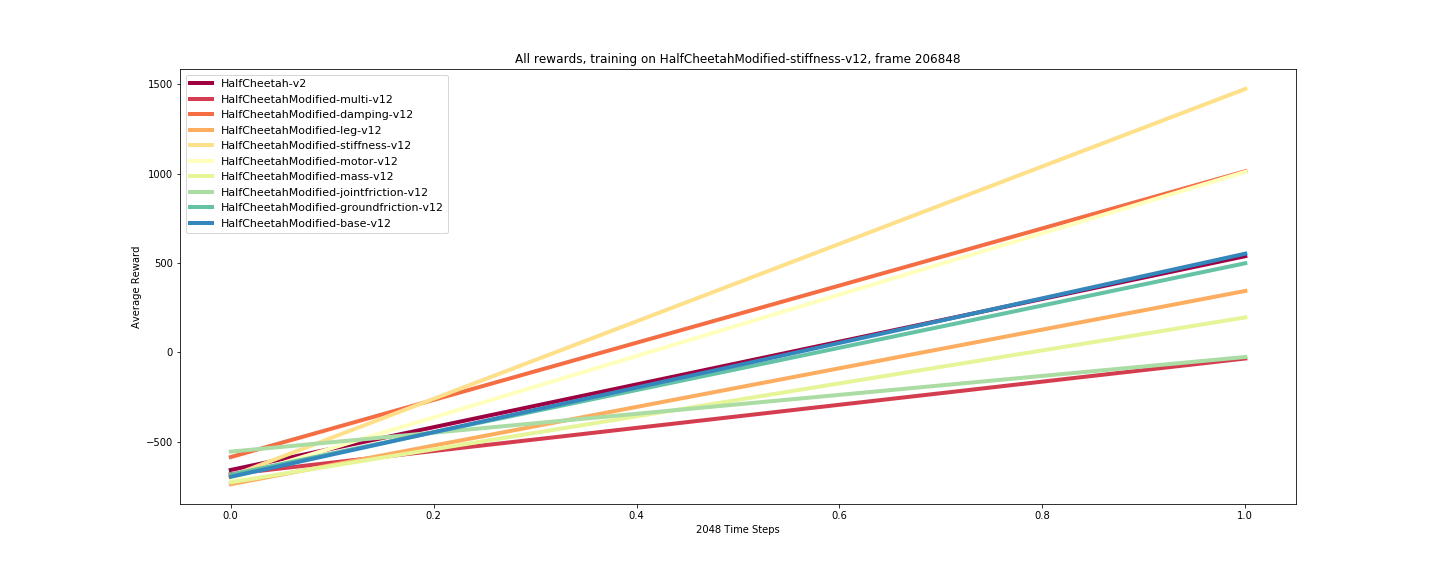 All rewards, training on HalfCheetahModified-stiffness-v12, frame 206848
HalfCheetah-v2
HalfCheetahModified-multi-v12
HalfCheetahModified-damping-v12
HalfCheetahModified-leg-v12
HalfCheetahModified-stiffness-v12
HalfCheetahModified-motor-v12
HalfCheetahModified-mass-v12
HalfCheetahModified-jointfriction-v12
HalfCheetahModified-groundfriction-v12
HalfCheetahModified-base-v12
1500
1000
500
0
−500
Average Reward
0.0
0.2
0.4
0.6
0.8
1.0
2048 Time Steps